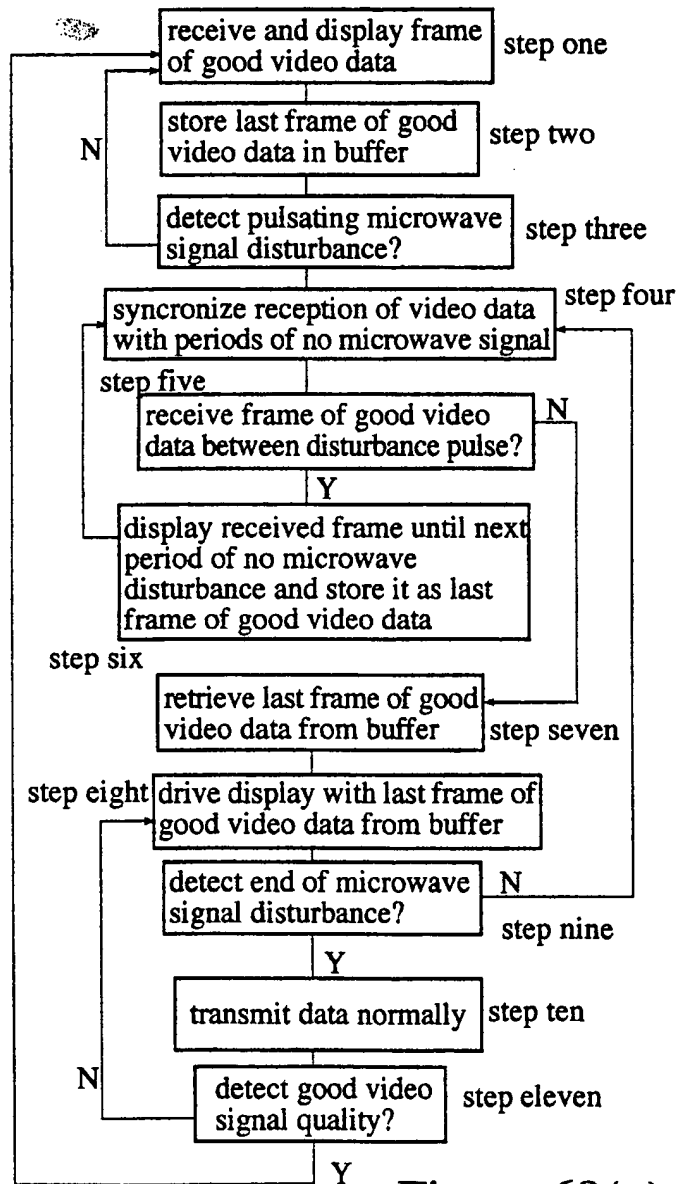 receive and display frame
of good video data
step one
N
store last frame of good
video data in buffer
step two
detect pulsating microwave
signal disturbance?
step three
step four
syncronize reception of video data
with periods of no microwave signal
step five
receive frame of good video
data between disturbance pulse?
N
Y
display received frame until next
period of no microwave
disturbance and store it as last
frame of good video data
step six
retrieve last frame of good
video data from buffer
step seven
step eight
drive display with last frame of
good video data from buffer
detect end of microwave
signal disturbance?
N
step nine
Y
transmit data normally
step ten
N
detect good video
signal quality?
step eleven
Y